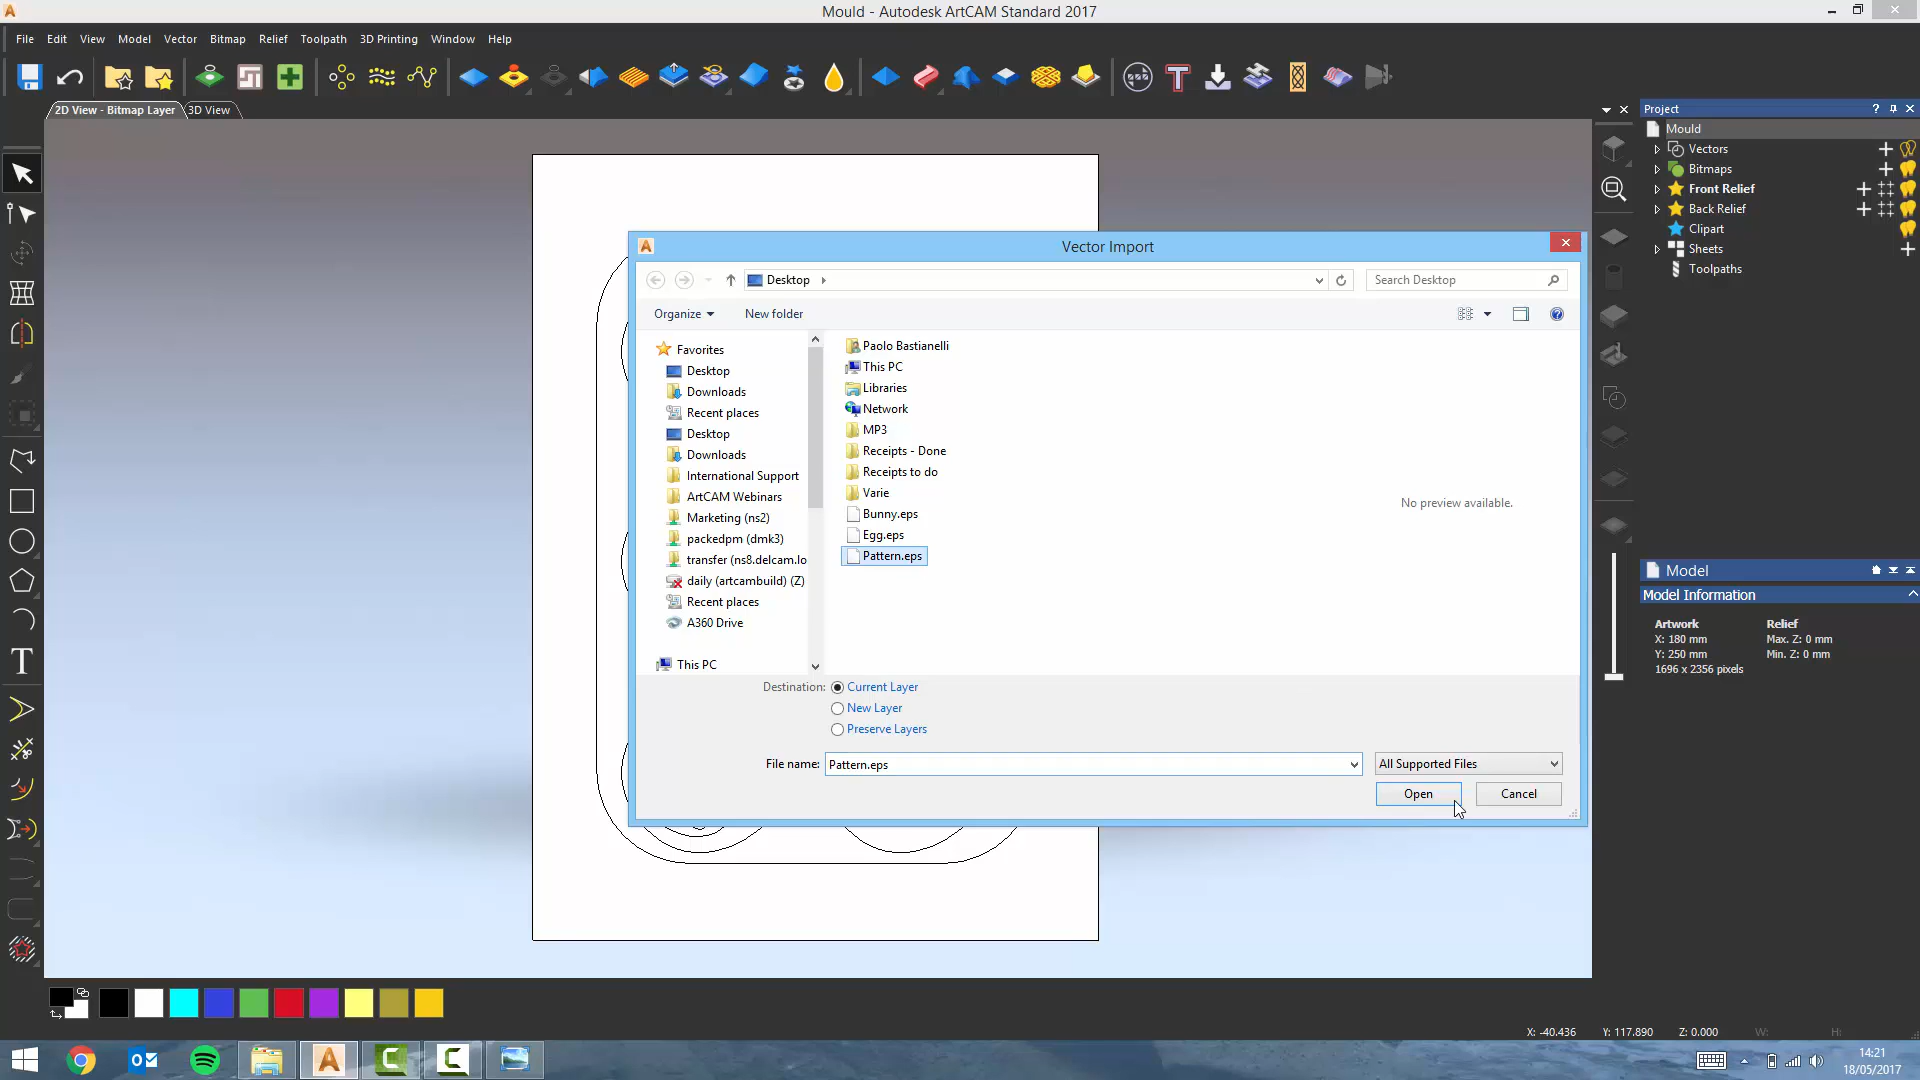 Mould - Autodesk ArtCAM Standard 2017
File Edit View Model Vector Bitmap Relief Toolpath 3D Printing Window Help
2D View - Bitmap Layer 3D View
Project
Mould
Vectors
Bitmaps
Front Relief
Back Relief
Clipart
Sheets
Toolpaths
Vector Import
Desktop
Search Desktop
Organize New folder
Favorites
Desktop
Downloads
Recent places
Desktop
Downloads
International Support
ArtCAM Webinars
Marketing (ns2)
packedpm (dmk3)
transfer (ns8.delcam.lo
daily (artcambuild) (Z)
Recent places
A360 Drive
This PC
Paolo Bastianelli
This PC
Libraries
Network
MP3
Receipts - Done
Receipts to do
Varie
Bunny.eps
Egg.eps
Pattern.eps
No preview available.
Destination: Current Layer
New Layer
Preserve Layers
File name: Pattern.eps All Supported Files
Open Cancel
Model
Model Information
Artwork Relief
X: 180 mm Max. Z: 0 mm
Y: 250 mm Min. Z: 0 mm
1696 x 2356 pixels
X: -40.436 Y: 117.890 Z: 0.000 W: H:
14:21
18/05/2017